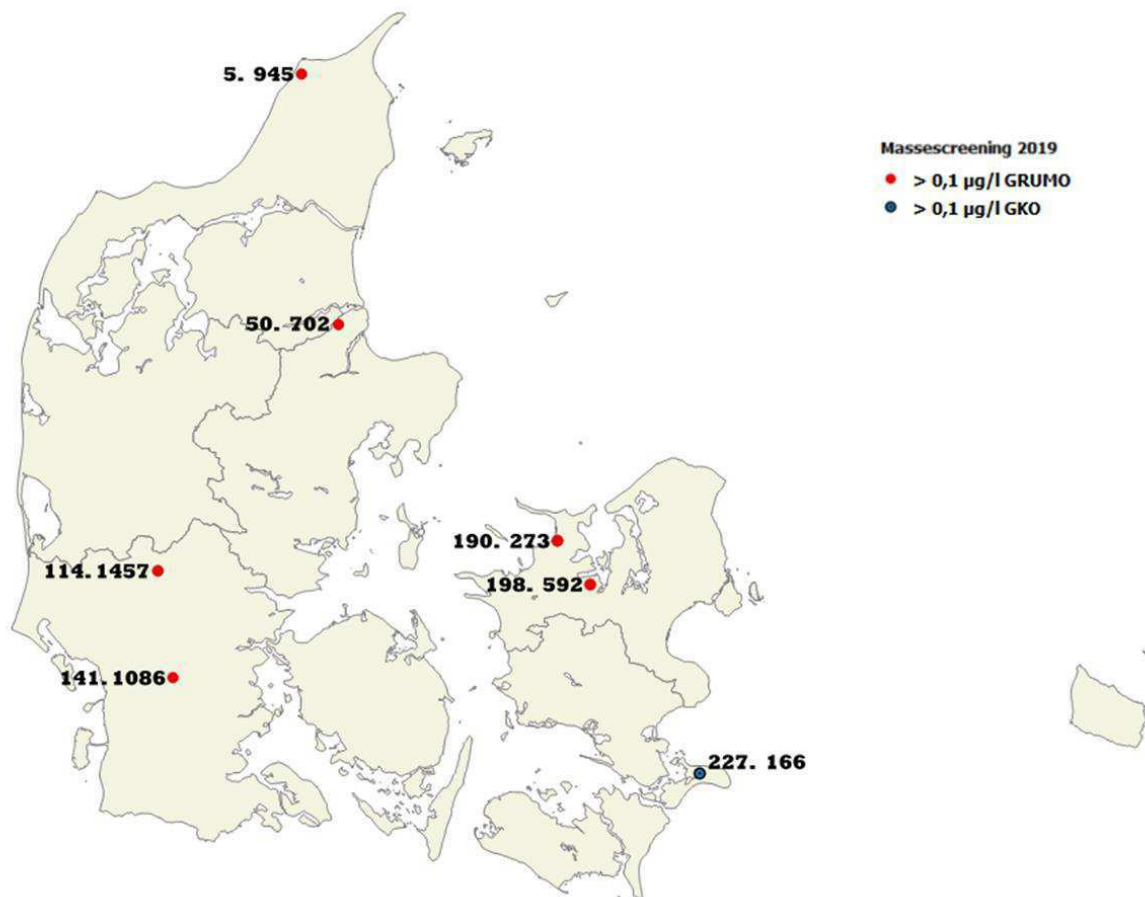 5. 945
Massescreening 2019
> 0,1 µg/l GRUMO
> 0,1 µg/l GKO
50. 702
190. 273
114. 1457
198. 592
141. 1086
227. 166